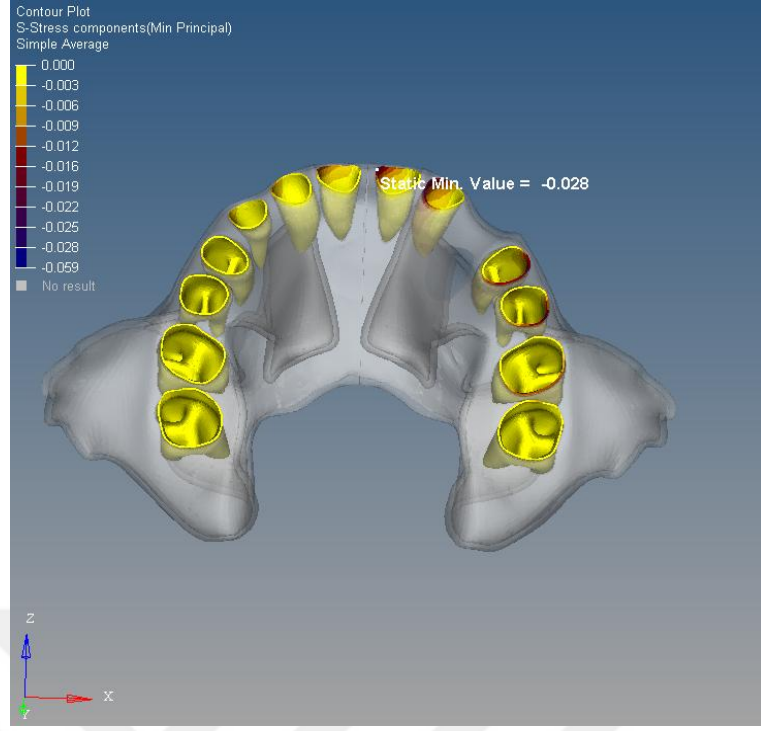 Contour Plot
S-Stress components(Min Principal)
Simple Average
0.000
-0.003
-0.006
-0.009
-0.012
-0.016
-0.019
-0.022
-0.025
-0.028
-0.059
No result
Static Min. Value = -0.028
Z
X
Y